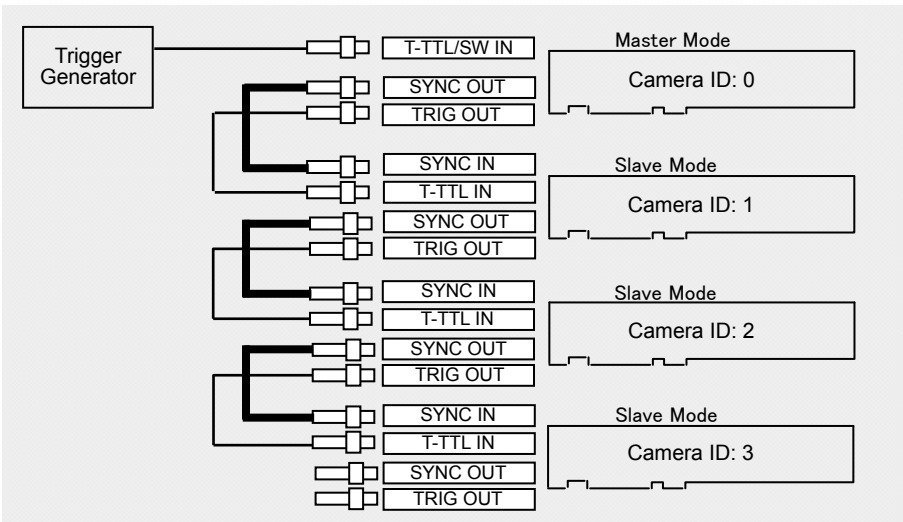 Trigger
Generator
T-TTL/SW IN
Master Mode
SYNC OUT
Camera ID: 0
TRIG OUT
SYNC IN
Slave Mode
T-TTL IN
Camera ID: 1
SYNC OUT
TRIG OUT
SYNC IN
Slave Mode
T-TTL IN
Camera ID: 2
SYNC OUT
TRIG OUT
SYNC IN
Slave Mode
T-TTL IN
Camera ID: 3
SYNC OUT
TRIG OUT